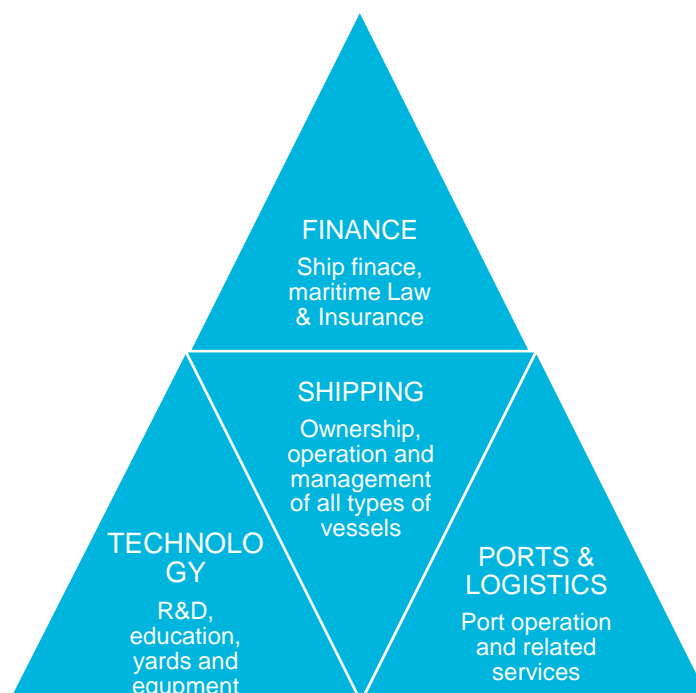 FINANCE
Ship finace,
maritime Law
& Insurance
SHIPPING
Ownership,
operation and
management
of all types of
vessels
TECHNOLO
GY
R&D,
education,
yards and
equpment
PORTS &
LOGISTICS
Port operation
and related
services